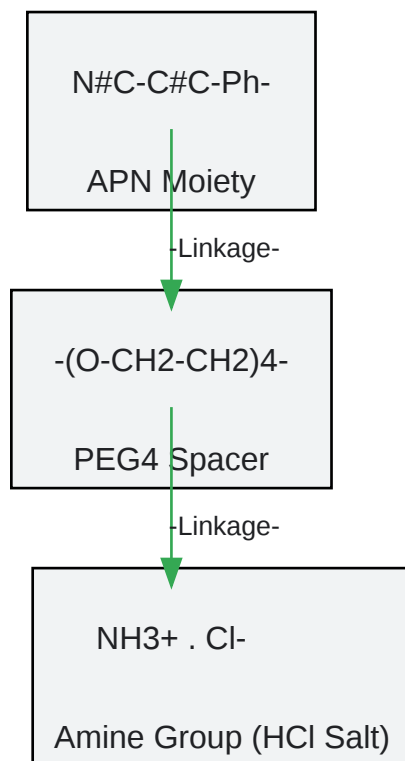 N#C-C#C-Ph-
APN Moiety
-Linkage-
-(O-CH2-CH2)4-
PEG4 Spacer
-Linkage-
NH3+ . Cl-
Amine Group (HCl Salt)